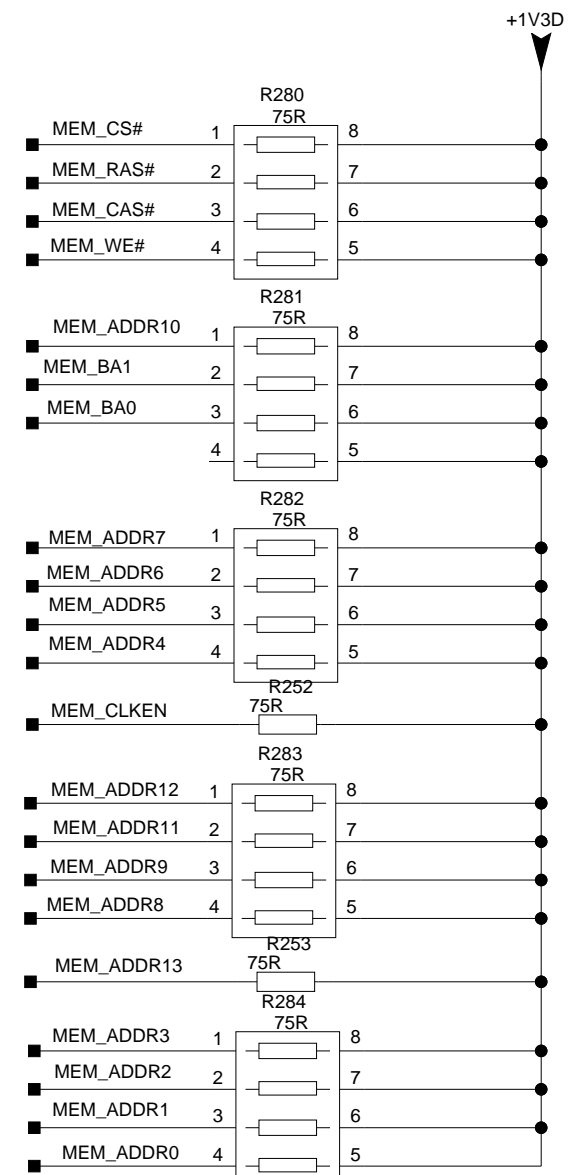 +1V3D
R280
75R
MEM_CS# 1 8
MEM_RAS# 2 7
MEM_CAS# 3 6
MEM_WE# 4 5
R281
75R
MEM_ADDR10 1 8
MEM_BA1 2 7
MEM_BA0 3 6
4 5
R282
75R
MEM_ADDR7 1 8
MEM_ADDR6 2 7
MEM_ADDR5 3 6
MEM_ADDR4 4 5
R252
75R
MEM_CLKEN
R283
75R
MEM_ADDR12 1 8
MEM_ADDR11 2 7
MEM_ADDR9 3 6
MEM_ADDR8 4 5
R253
75R
MEM_ADDR13
R284
75R
MEM_ADDR3 1 8
MEM_ADDR2 2 7
MEM_ADDR1 3 6
MEM_ADDR0 4 5